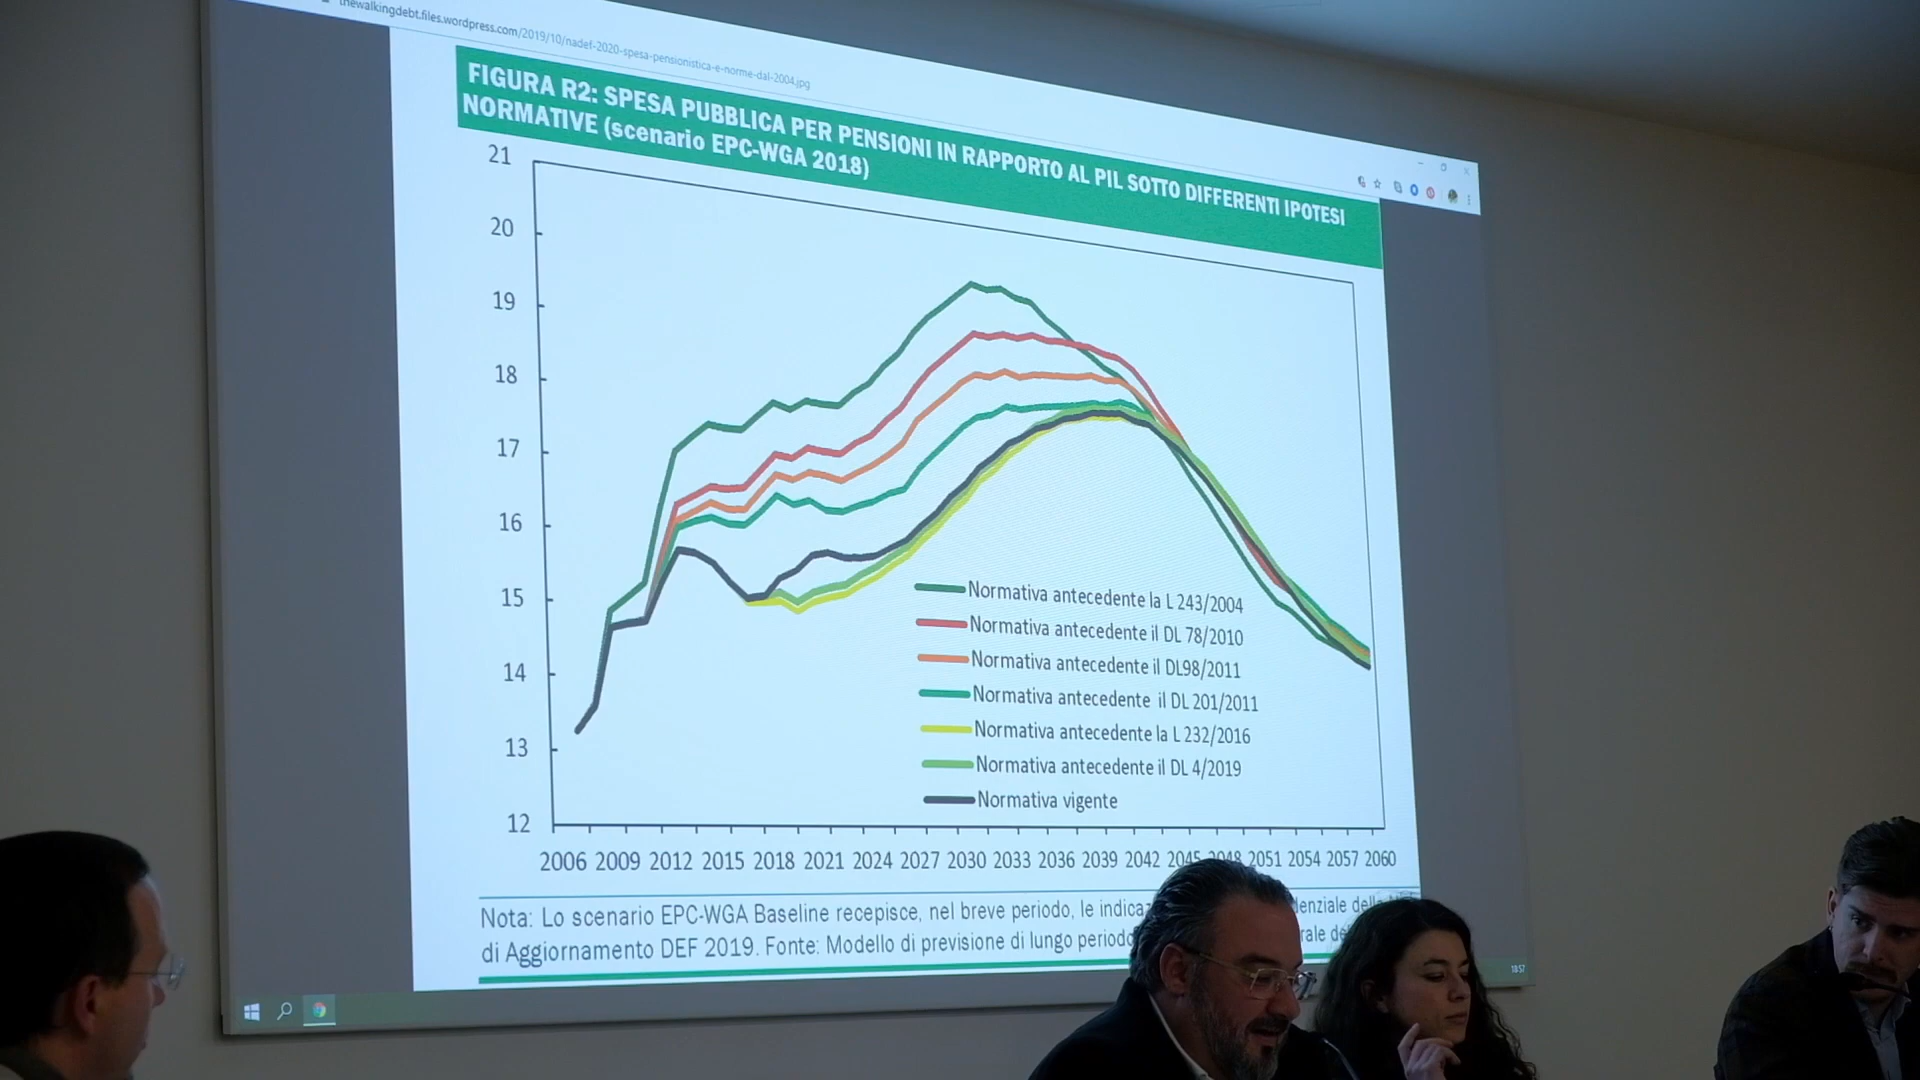 thewalkingdebt.files.wordpress.com/2019/10/nadef-2020-spesa-pensionistica-e-norme-dal-2004.jpg
FIGURA R2: SPESA PUBBLICA PER PENSIONI IN RAPPORTO AL PIL SOTTO DIFFERENTI IPOTESI
NORMATIVE (scenario EPC-WGA 2018)
21
20
19
18
17
16
15
14
13
12
Normativa antecedente la L 243/2004
Normativa antecedente il DL 78/2010
Normativa antecedente il DL98/2011
Normativa antecedente il DL 201/2011
Normativa antecedente la L 232/2016
Normativa antecedente il DL 4/2019
Normativa vigente
2006 2009 2012 2015 2018 2021 2024 2027 2030 2033 2036 2039 2042 2045 2048 2051 2054 2057 2060
Nota: Lo scenario EPC-WGA Baseline recepisce, nel breve periodo, le
di Aggiornamento DEF 2019. Fonte: Modello di previsione di lungo
18:57